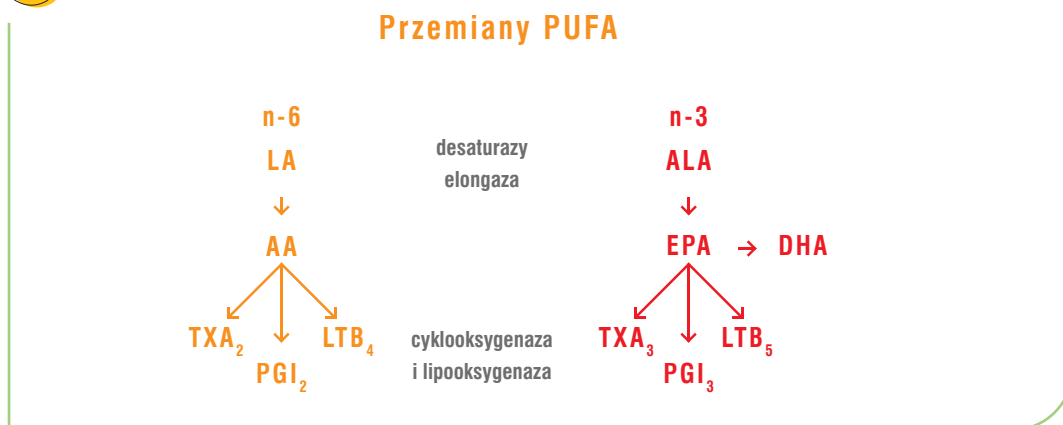 Przemiany PUFA
n-6
LA
AA
TXA₂
LTB₄
PGI₂
desaturazy
elongaza
cyklooksygenaza
i lipooksygenaza
n-3
ALA
EPA → DHA
TXA₃
LTB₅
PGI₃